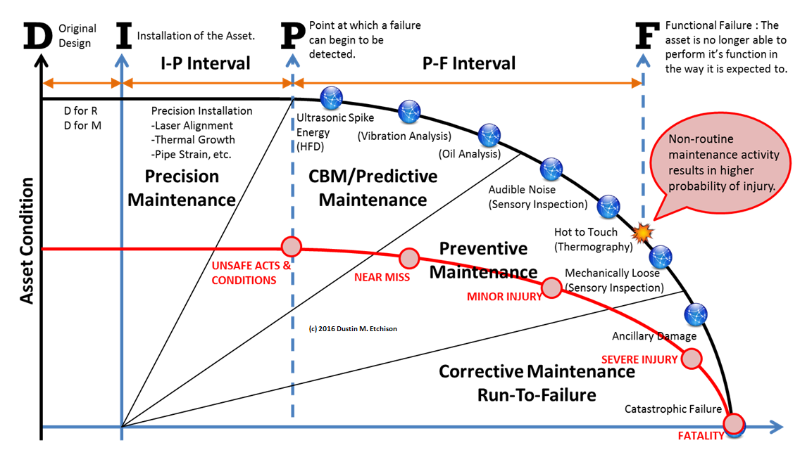 D
Original
Design
I
Installation of the Asset.
P
Point at which a failure
can begin to be
detected.
F
Functional Failure : The
asset is no longer able to
perform it's function in
the way it is expected to.
I-P Interval
P-F Interval
D for R
D for M
Precision Installation
-Laser Alignment
-Thermal Growth
-Pipe Strain, etc.
Precision
Maintenance
Ultrasonic Spike
Energy
(HFD)
(Vibration Analysis)
(Oil Analysis)
CBM/Predictive
Maintenance
Audible Noise
(Sensory Inspection)
Non-routine
maintenance activity
results in higher
probability of injury.
Hot to Touch
(Thermography)
Preventive
Maintenance
Mechanically Loose
(Sensory Inspection)
Asset Condition
UNSAFE ACTS &
CONDITIONS
NEAR MISS
MINOR INJURY
(c) 2016 Dustin M. Etchison
Ancillary Damage
SEVERE INJURY
Corrective Maintenance
Run-To-Failure
Catastrophic Failure
FATALITY